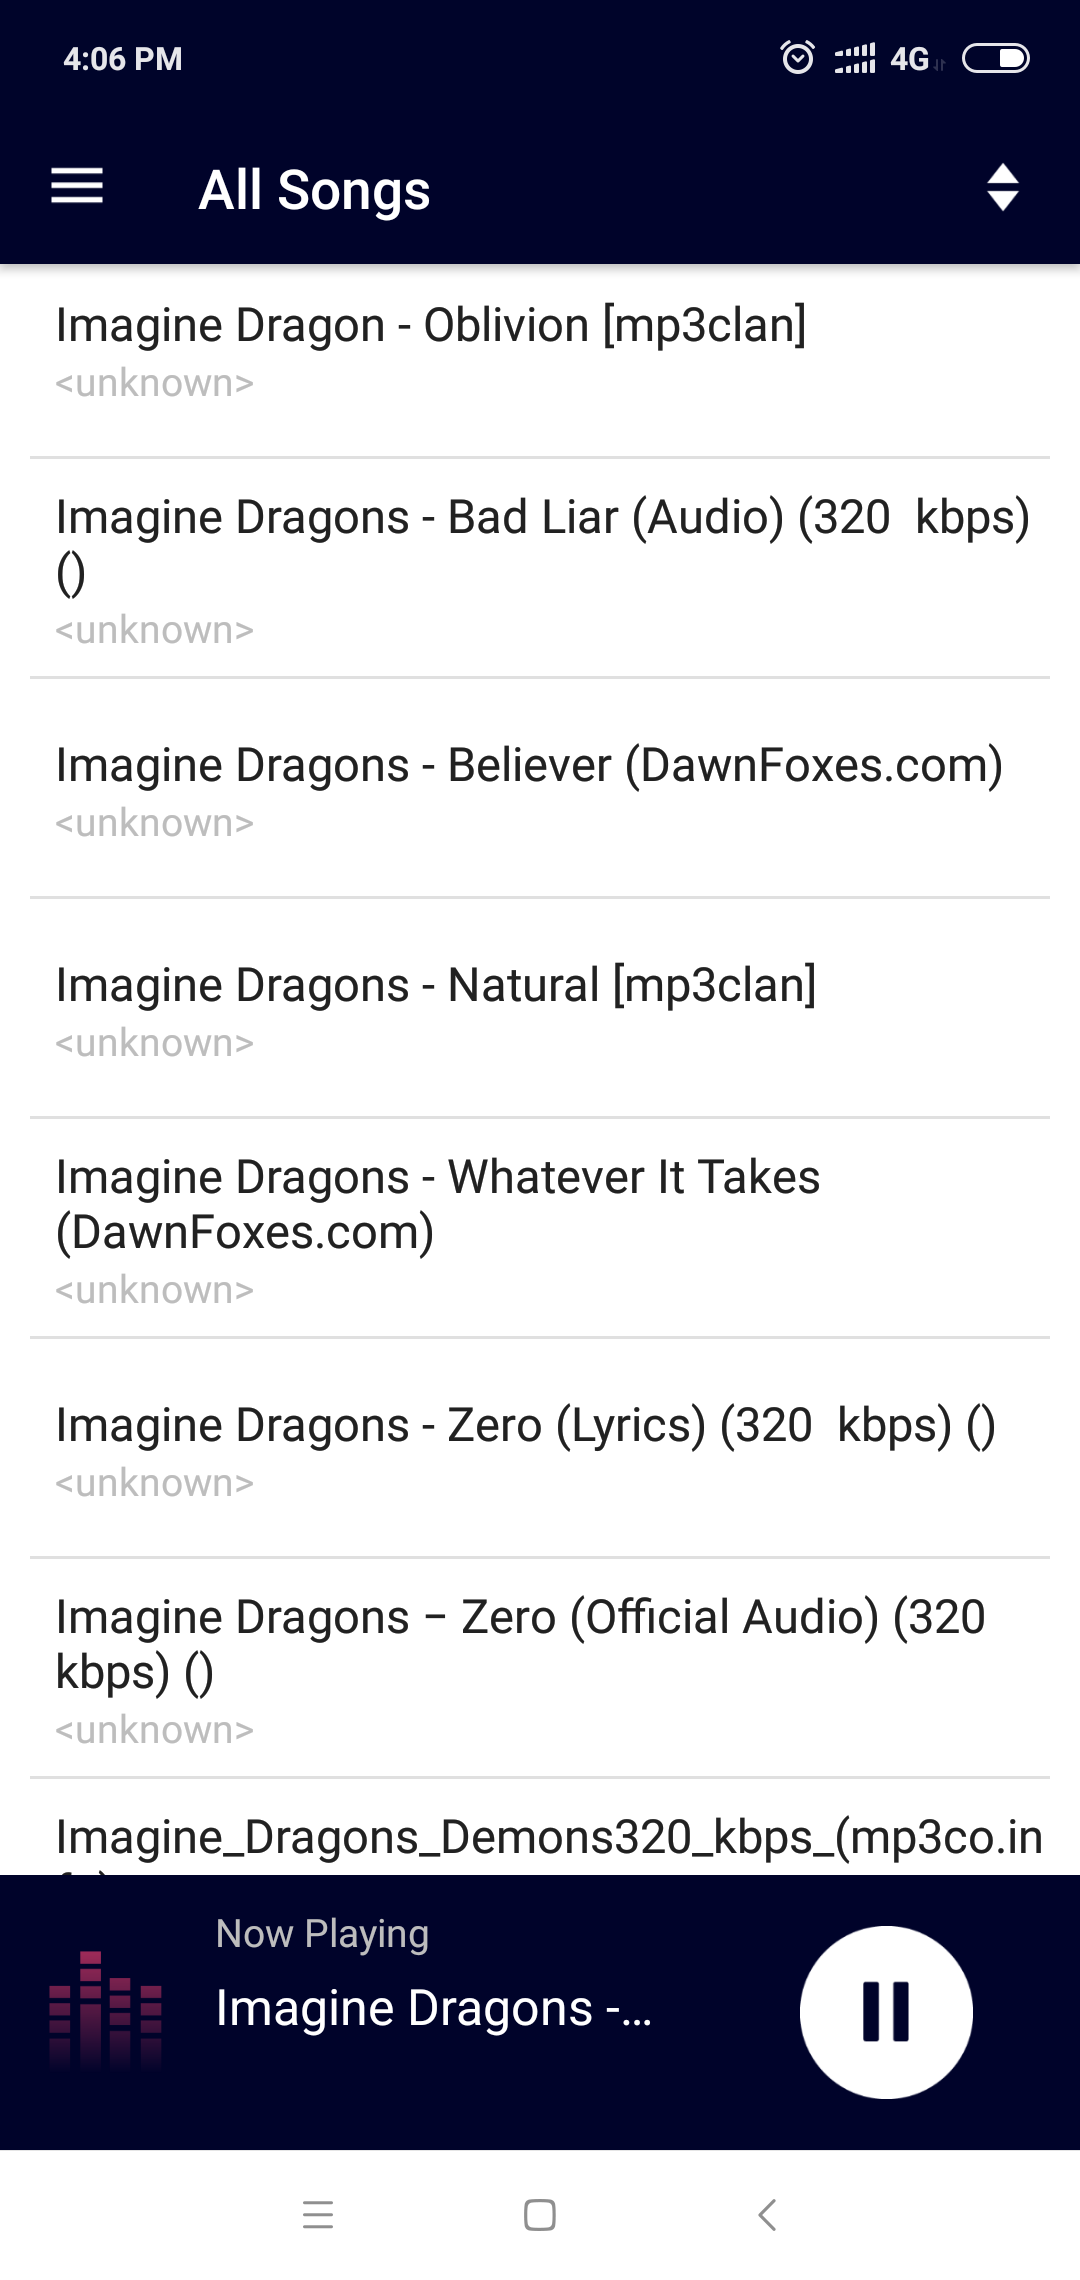 4:06 PM
4G
All Songs
Imagine Dragon - Oblivion [mp3clan]
<unknown>
Imagine Dragons - Bad Liar (Audio) (320  kbps)
()
<unknown>
Imagine Dragons - Believer (DawnFoxes.com)
<unknown>
Imagine Dragons - Natural [mp3clan]
<unknown>
Imagine Dragons - Whatever It Takes
(DawnFoxes.com)
<unknown>
Imagine Dragons - Zero (Lyrics) (320  kbps) ()
<unknown>
Imagine Dragons – Zero (Official Audio) (320
kbps) ()
<unknown>
Imagine_Dragons_Demons320_kbps_(mp3co.in
Now Playing
Imagine Dragons -...